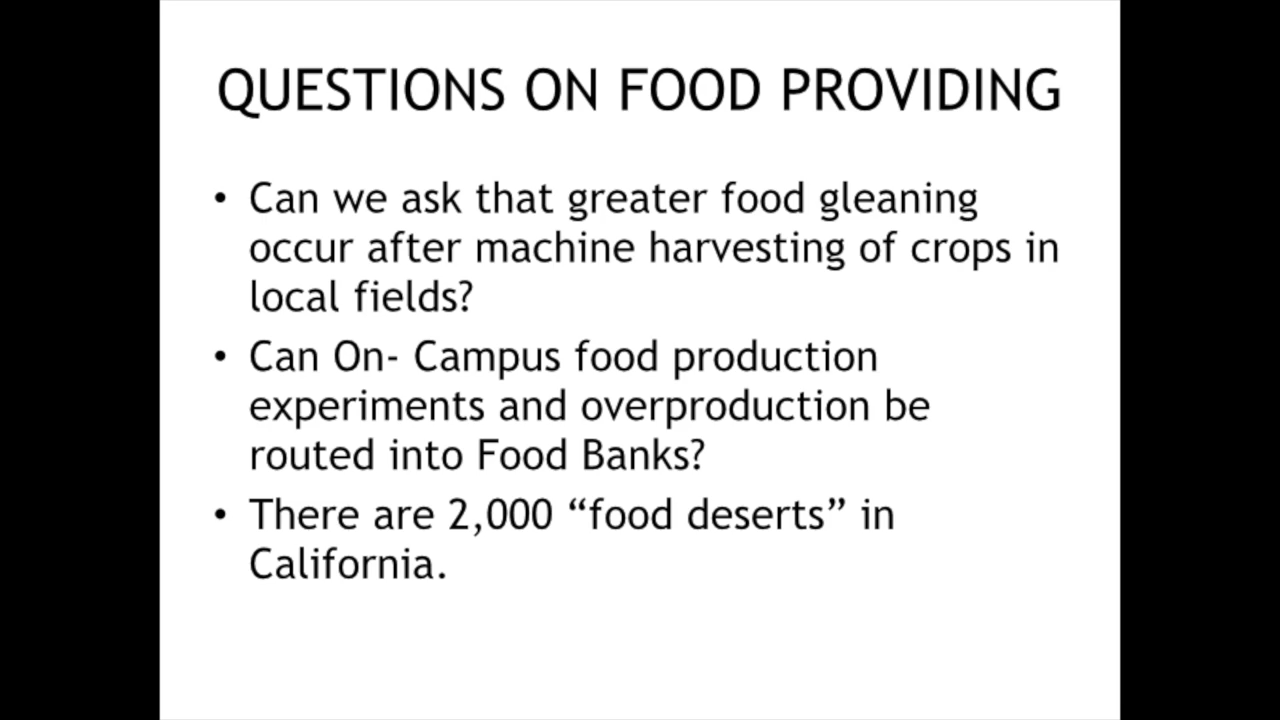 QUESTIONS ON FOOD PROVIDING
• Can we ask that greater food gleaning
occur after machine harvesting of crops in
local fields?
• Can On- Campus food production
experiments and overproduction be
routed into Food Banks?
• There are 2,000 “food deserts” in
California.